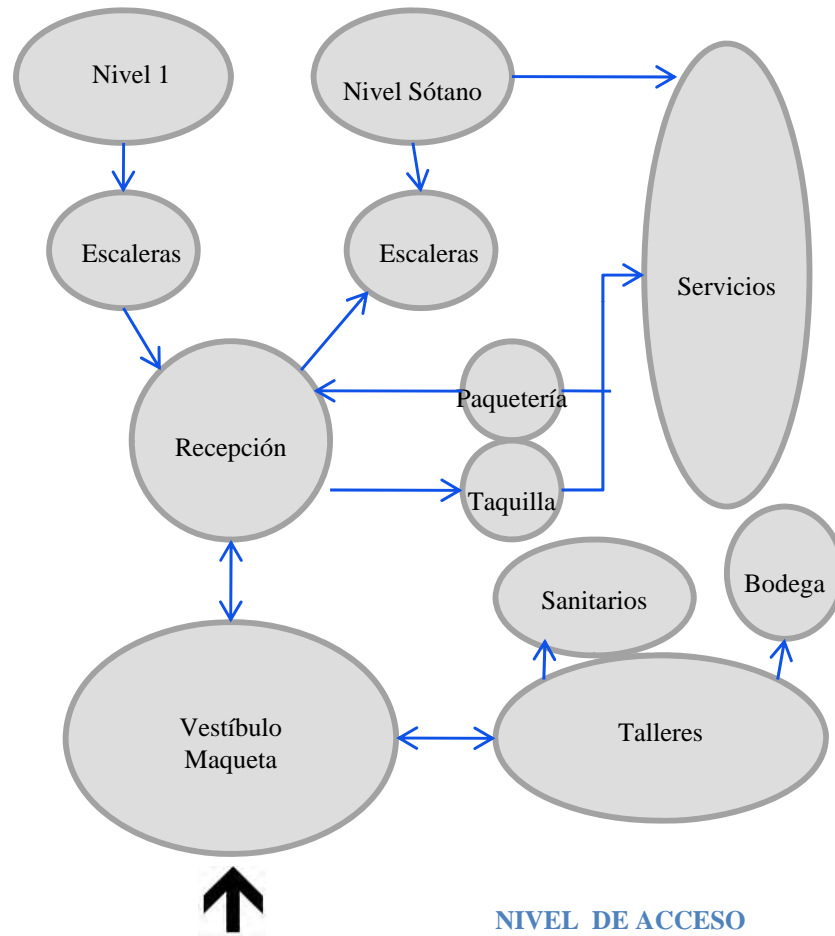 Nivel 1
Nivel Sótano
Escaleras
Escaleras
Servicios
Paquetería
Recepción
Taquilla
Sanitarios
Bodega
Vestíbulo
Maqueta
Talleres
NIVEL DE ACCESO